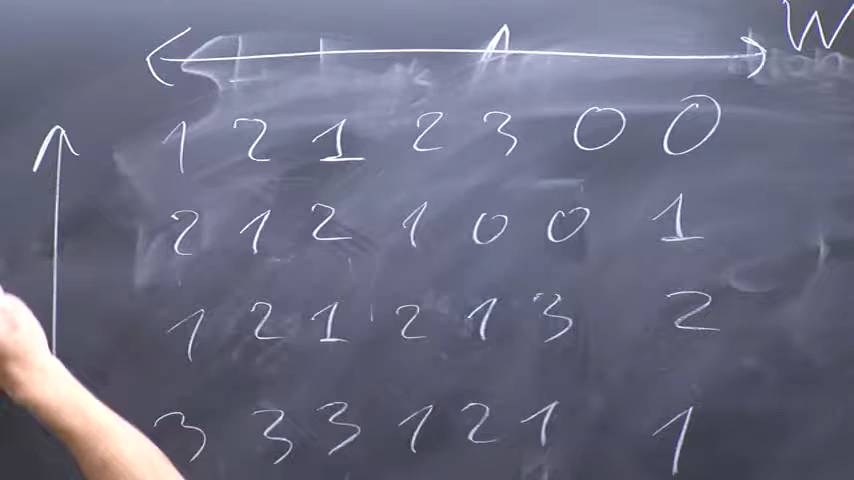 W
1 2 1 2 3 0 0
2 1 2 1 0 0 1
1 2 1 2 1 3 2
3 3 3 1 2 1 1